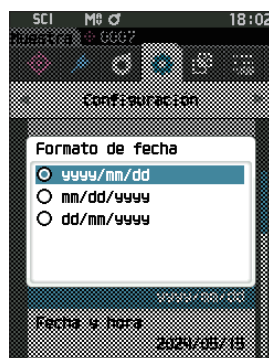 SCI M⁸ 18:02
Muestra 0007
Configuración
Formato de fecha
yyyy/mm/dd
mm/dd/yyyy
dd/mm/yyyy
yyyy/mm/dd
Fecha y hora
2024/05/15